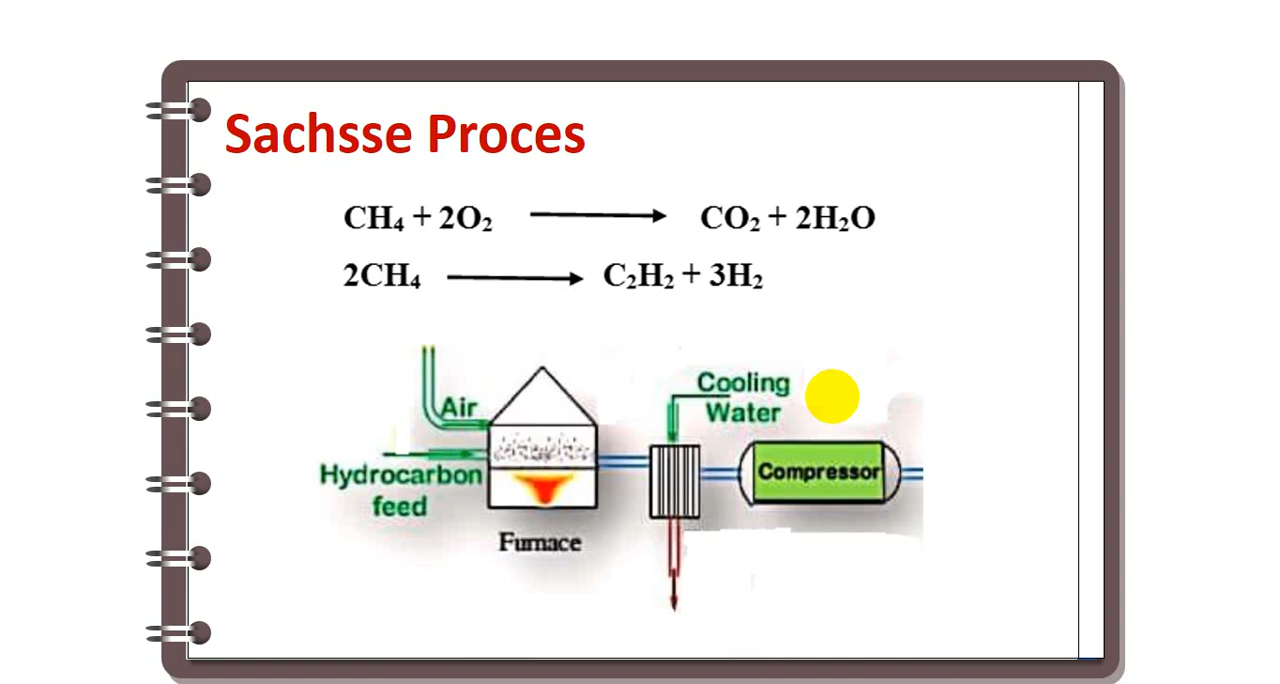 Sachsse Proces
CH₄ + 2O₂ ⟶ CO₂ + 2H₂O
2CH₄ ⟶ C₂H₂ + 3H₂
Cooling
Water
Air
Hydrocarbon
feed
Compressor
Furnace